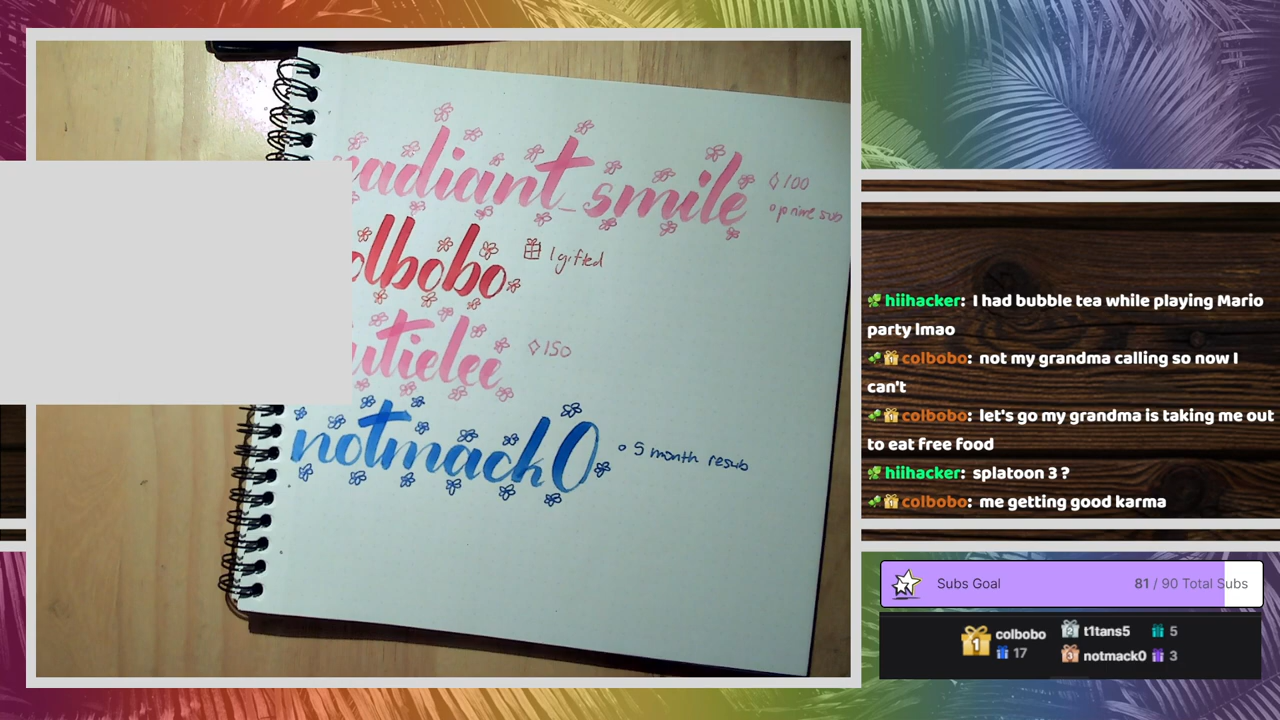 radiant_smile
100
prime sub
olbobo
1 gifted
utielee
150
notmack0
5 month resub
hiihacker: I had bubble tea while playing Mario
party lmao
colbobo: not my grandma calling so now I
can't
colbobo: let's go my grandma is taking me out
to eat free food
hiihacker: splatoon 3 ?
colbobo: me getting good karma
Subs Goal 81 / 90 Total Subs
1 colbobo 17
2 t1tans5 5
3 notmack0 3